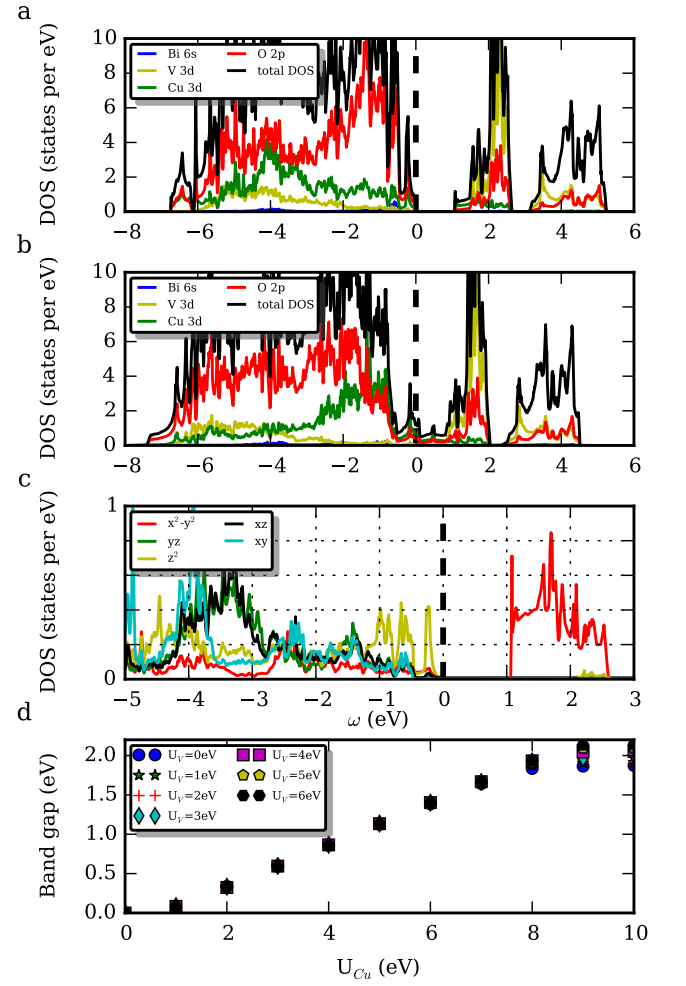 a
DOS (states per eV)
10
8
6
4
2
0
Bi 6s
V 3d
Cu 3d
O 2p
total DOS
−8 −6 −4 −2 0 2 4 6
b
DOS (states per eV)
10
8
6
4
2
0
Bi 6s
V 3d
Cu 3d
O 2p
total DOS
−8 −6 −4 −2 0 2 4 6
c
DOS (states per eV)
1
0
x²-y²
yz
z²
xz
xy
−5 −4 −3 −2 −1 0 1 2 3
ω (eV)
d
Band gap (eV)
2.0
1.5
1.0
0.5
0.0
U_V=0eV
U_V=1eV
U_V=2eV
U_V=3eV
U_V=4eV
U_V=5eV
U_V=6eV
0 2 4 6 8 10
U_Cu (eV)